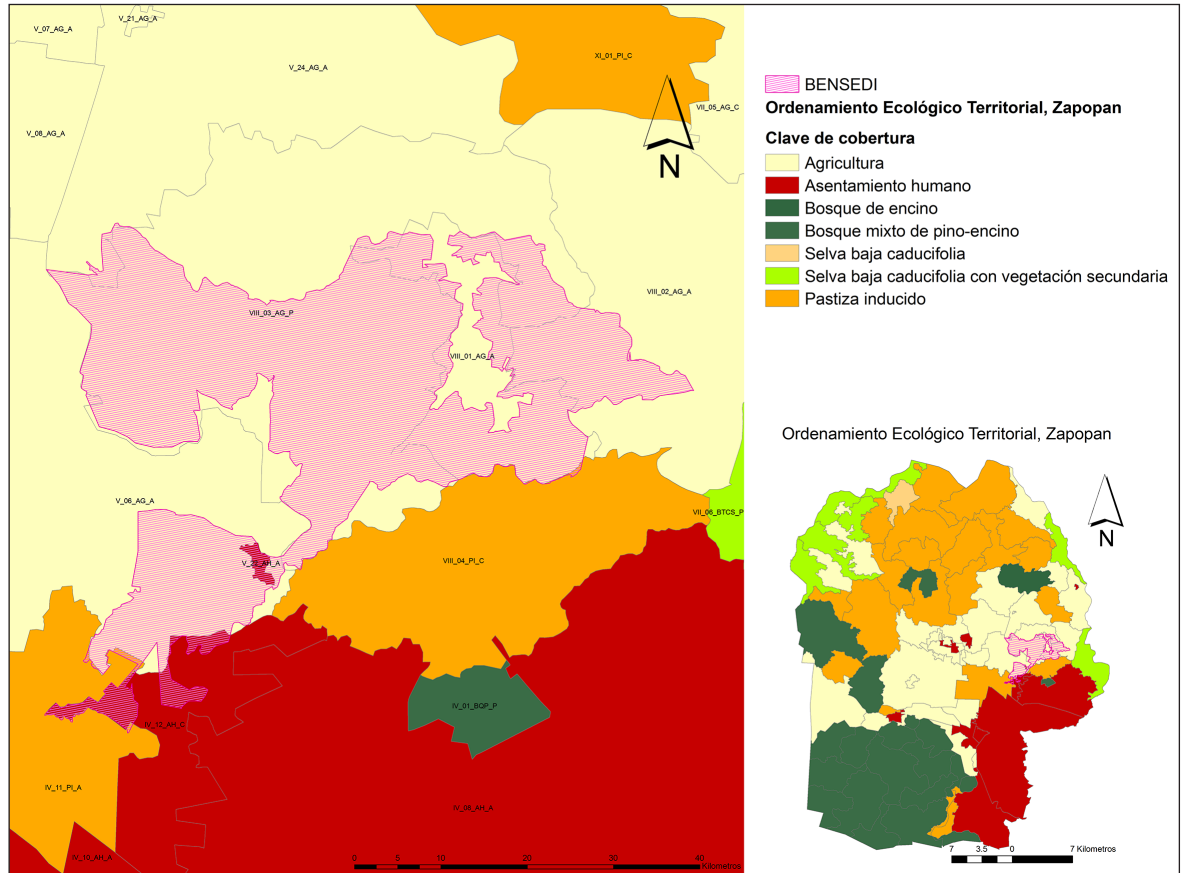 V_07_AG_A
V_21_AG_A
V_24_AG_A
XI_01_PI_C
VII_05_AG_C
V_08_AG_A
N
VIII_02_AG_A
VIII_03_AG_P
VIII_01_AG_A
V_06_AG_A
VII_06_BTCS_P
V_22_AH_A
VIII_04_PI_C
IV_01_BQP_P
IV_12_AH_C
IV_11_PI_A
IV_08_AH_A
IV_10_AH_A
0 5 10 20 30 40
Kilometros
BENSEDI
Ordenamiento Ecológico Territorial, Zapopan
Clave de cobertura
Agricultura
Asentamiento humano
Bosque de encino
Bosque mixto de pino-encino
Selva baja caducifolia
Selva baja caducifolia con vegetación secundaria
Pastiza inducido
Ordenamiento Ecológico Territorial, Zapopan
N
7 3.5 0 7 Kilometros